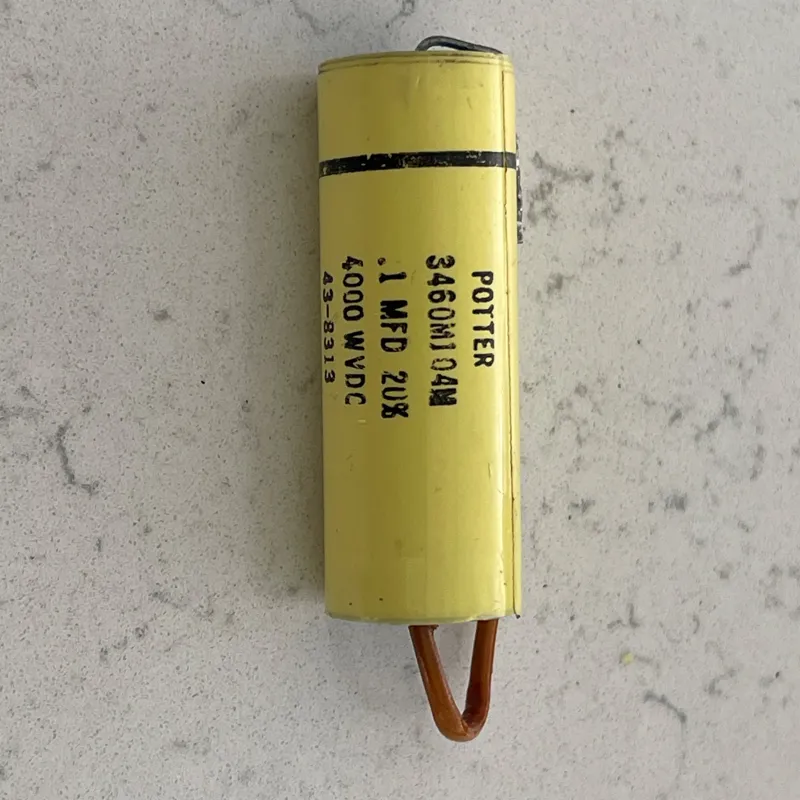 POTTER
3460M104M
.1 MFD 20%
4000 WVDC
43-8313